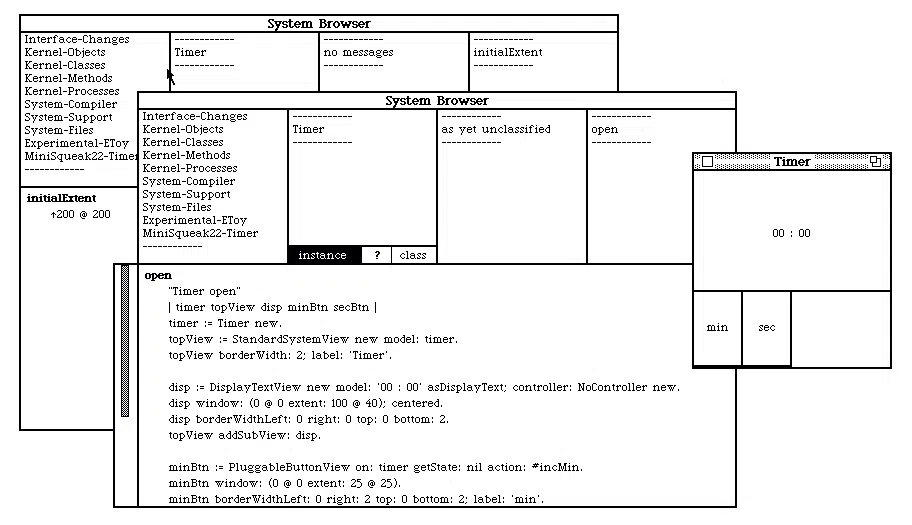 System Browser
Interface-Changes
Kernel-Objects
Kernel-Classes
Kernel-Methods
Kernel-Processes
System-Compiler
System-Support
System-Files
Experimental-EToy
MiniSqueak22-Timer
------------
------------
Timer
------------
------------
no messages
------------
------------
initialExtent
------------
initialExtent
↑200 @ 200
System Browser
Interface-Changes
Kernel-Objects
Kernel-Classes
Kernel-Methods
Kernel-Processes
System-Compiler
System-Support
System-Files
Experimental-EToy
MiniSqueak22-Timer
------------
------------
Timer
------------
instance ? class
------------
as yet unclassified
------------
------------
open
------------
open
"Timer open"
| timer topView disp minBtn secBtn |
timer := Timer new.
topView := StandardSystemView new model: timer.
topView borderWidth: 2; label: 'Timer'.
disp := DisplayTextView new model: '00 : 00' asDisplayText; controller: NoController new.
disp window: (0 @ 0 extent: 100 @ 40); centered.
disp borderWidthLeft: 0 right: 0 top: 0 bottom: 2.
topView addSubView: disp.
minBtn := PluggableButtonView on: timer getState: nil action: #incMin.
minBtn window: (0 @ 0 extent: 25 @ 25).
minBtn borderWidthLeft: 0 right: 2 top: 0 bottom: 2; label: 'min'.
Timer
00 : 00
min sec